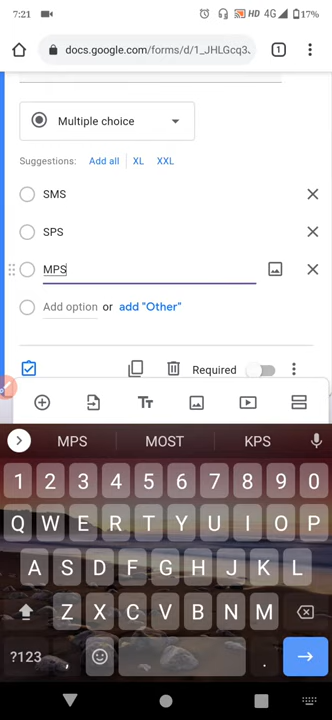 7:21 HD 4G 17%
docs.google.com/forms/d/1_JHLGcq3. 1
Multiple choice
Suggestions: Add all XL XXL
SMS
SPS
MPS
Add option or add "Other"
Required
Tt
MPS MOST KPS
1 2 3 4 5 6 7 8 9 0
Q W E R T Y U I O P
A S D F G H J K L
Z X C V B N M
?123 , .